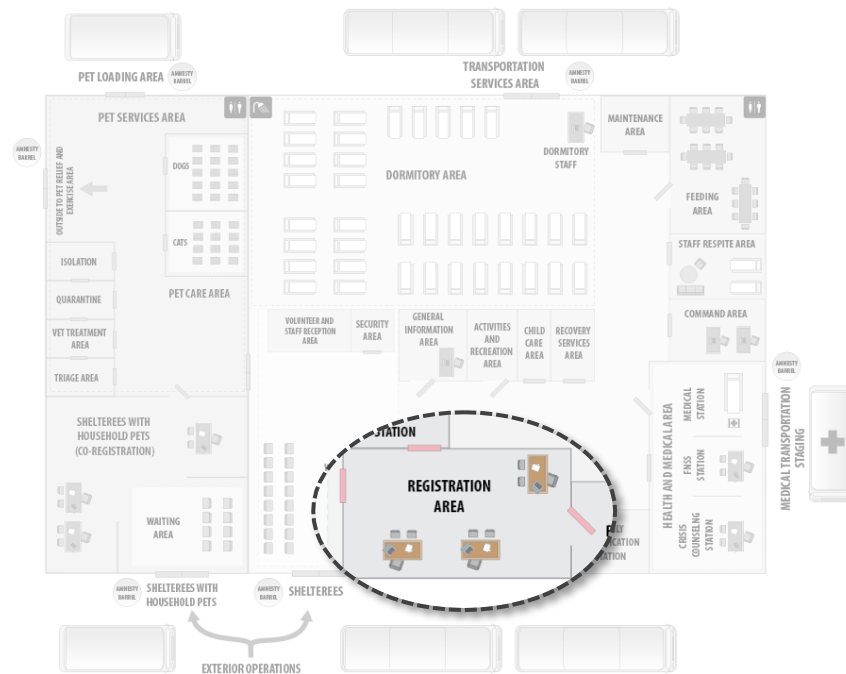 PET LOADING AREA
AMNESTY
BARREL
TRANSPORTATION
SERVICES AREA
AMNESTY
BARREL
PET SERVICES AREA
MAINTENANCE
AREA
AMNESTY
BARREL
OUTSIDE TO PET RELIEF AND
EXERCISE AREA
DOGS
DORMITORY AREA
DORMITORY
STAFF
FEEDING
AREA
CATS
STAFF RESPITE AREA
ISOLATION
QUARANTINE
PET CARE AREA
VET TREATMENT
AREA
TRIAGE AREA
VOLUNTEER AND
STAFF RECEPTION
AREA
SECURITY
AREA
GENERAL
INFORMATION
AREA
ACTIVITIES
AND
RECREATION
AREA
CHILD
CARE
AREA
RECOVERY
SERVICES
AREA
COMMAND AREA
AMNESTY
BARREL
SHELTEREES WITH
HOUSEHOLD PETS
(CO-REGISTRATION)
TATION
REGISTRATION
AREA
HEALTH AND MEDICAL AREA
MEDICAL
STATION
FNSS
STATION
CRISIS
COUNSELNG
STATION
MEDICAL TRANSPORTATION
STAGING
WAITING
AREA
ILY
ICATION
TATION
AMNESTY
BARREL
SHELTEREES WITH
HOUSEHOLD PETS
AMNESTY
BARREL
SHELTEREES
EXTERIOR OPERATIONS